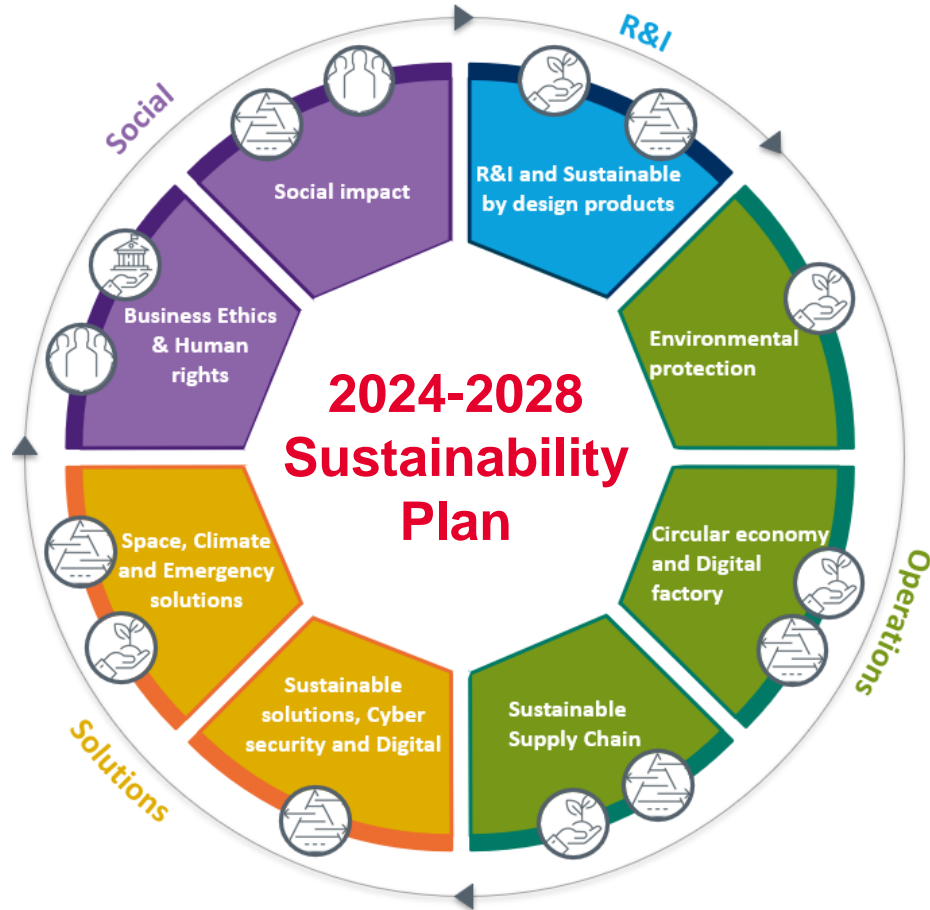 R&I
Social
Social impact
R&I and Sustainable
by design products
Environmental
protection
Business Ethics
& Human
rights
2024-2028
Sustainability
Plan
Space, Climate
and Emergency
solutions
Circular economy
and Digital
factory
Operations
Sustainable
solutions, Cyber
security and Digital
Sustainable
Supply Chain
Solutions